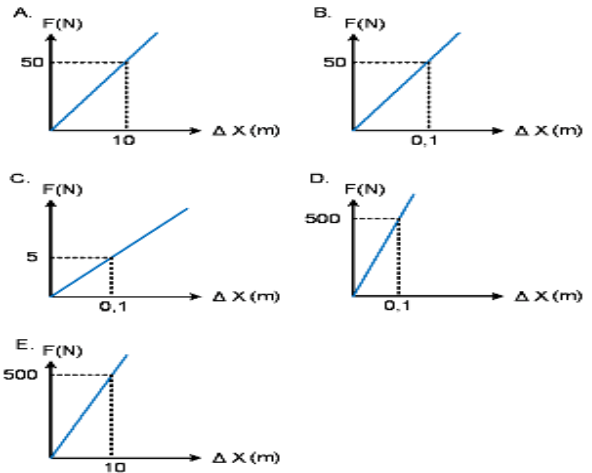 A.
F(N)
50
10
Δ X (m)
B.
F(N)
50
0,1
Δ X (m)
C.
F(N)
5
0,1
Δ X (m)
D.
F(N)
500
0,1
Δ X (m)
E.
F(N)
500
10
Δ X (m)